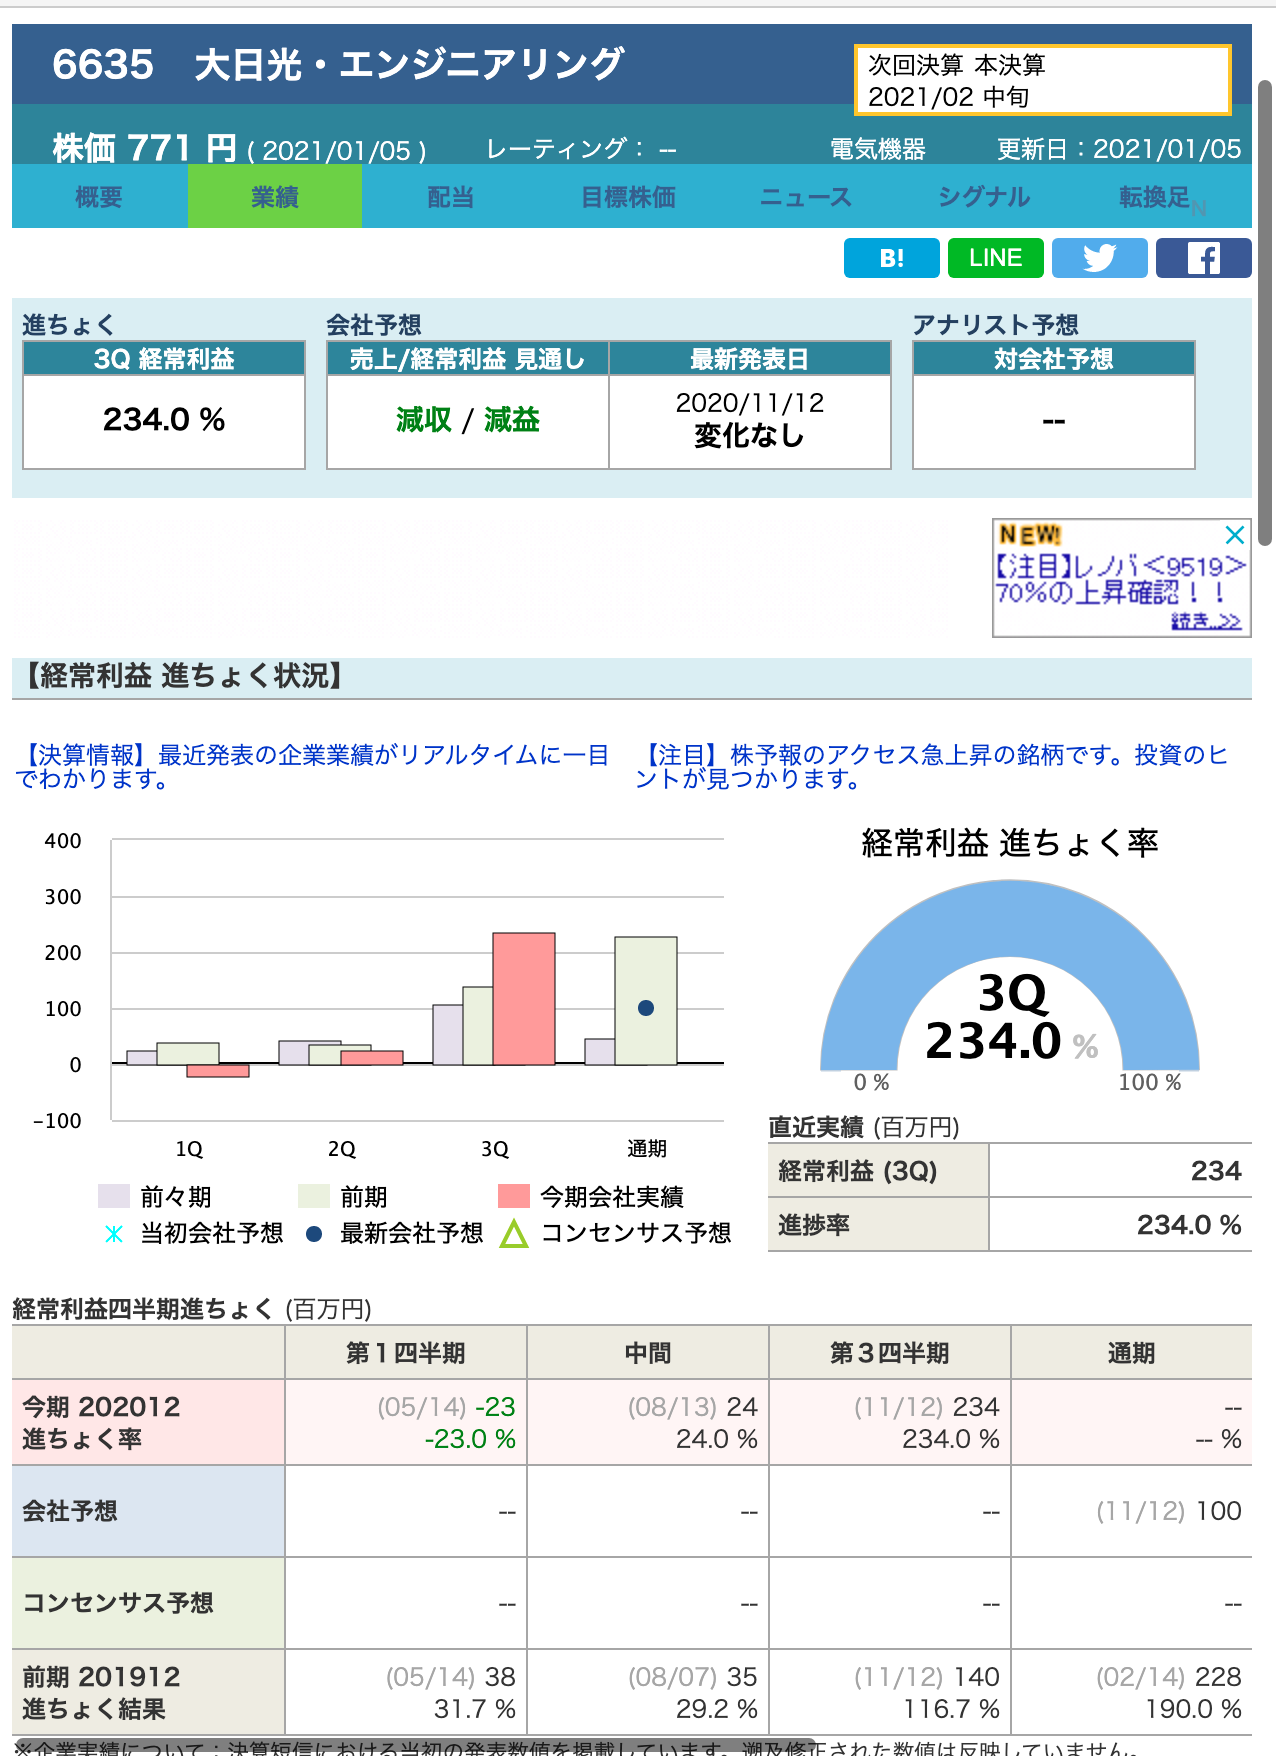 6635 大日光・エンジニアリング
次回決算 本決算
2021/02 中旬
株価 771 円 ( 2021/01/05 ) レーティング： -- 電気機器 更新日：2021/01/05
概要 業績 配当 目標株価 ニュース シグナル 転換足 N
B! LINE
進ちょく 会社予想 アナリスト予想
3Q 経常利益 売上/経常利益 見通し 最新発表日 対会社予想
234.0 % 減収 / 減益 2020/11/12 --
変化なし
NEW!
【注目】レノバ<9519>
70%の上昇確認！！
続き..>>
【経常利益 進ちょく状況】
【決算情報】最近発表の企業業績がリアルタイムに一目
でわかります。
【注目】株予報のアクセス急上昇の銘柄です。投資のヒ
ントが見つかります。
400
300
200
100
0
-100
1Q 2Q 3Q 通期
前々期 前期 今期会社実績
当初会社予想 最新会社予想 コンセンサス予想
経常利益 進ちょく率
3Q
234.0 %
0 % 100 %
直近実績 (百万円)
経常利益 (3Q) 234
進捗率 234.0 %
経常利益四半期進ちょく (百万円)
第１四半期 中間 第３四半期 通期
今期 202012 (05/14) -23 (08/13) 24 (11/12) 234 --
進ちょく率 -23.0 % 24.0 % 234.0 % -- %
会社予想 -- -- -- (11/12) 100
コンセンサス予想 -- -- -- --
前期 201912 (05/14) 38 (08/07) 35 (11/12) 140 (02/14) 228
進ちょく結果 31.7 % 29.2 % 116.7 % 190.0 %
※企業実績について：決算短信における当初の発表数値を掲載しています。遡及修正された数値は反映していません。